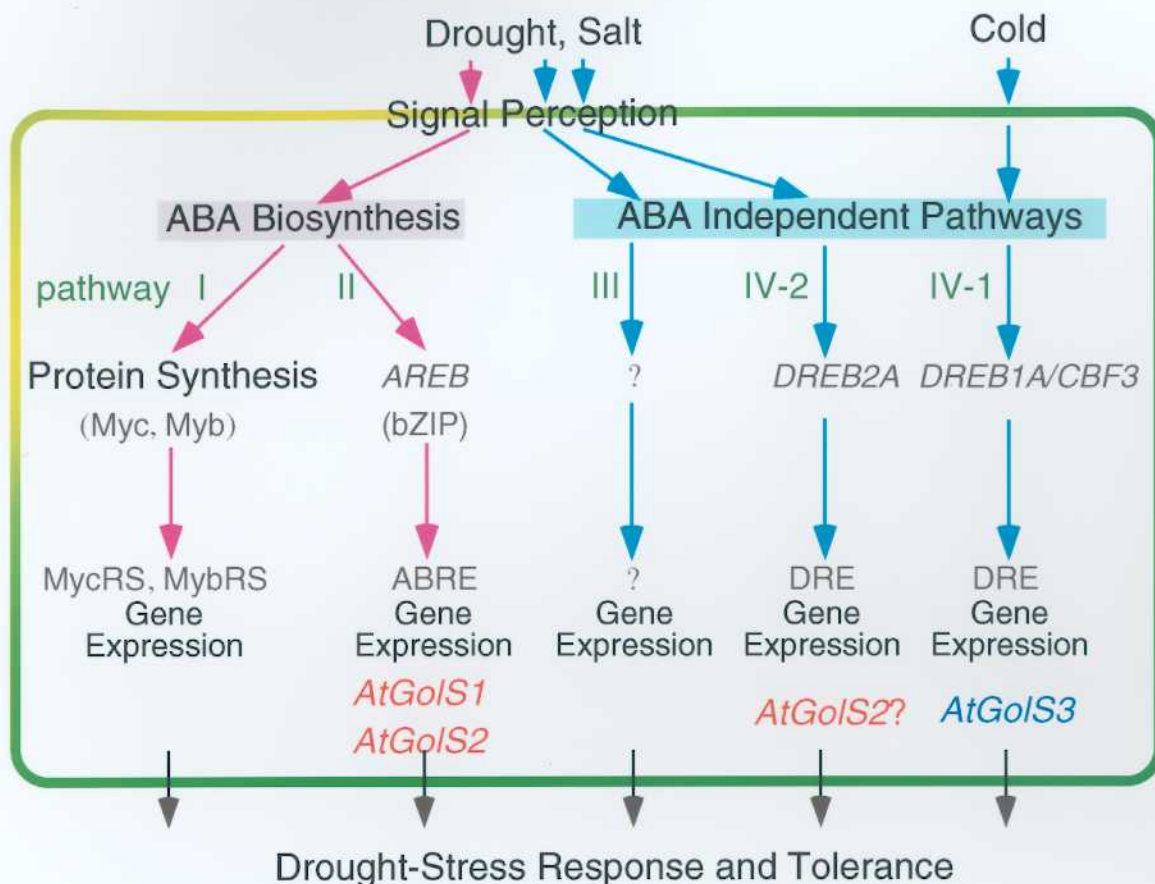 Drought, Salt Cold
Signal Perception
ABA Biosynthesis ABA Independent Pathways
pathway I II III IV-2 IV-1
Protein Synthesis AREB ? DREB2A DREB1A/CBF3
(Myc, Myb) (bZIP)
MycRS, MybRS ABRE ? DRE DRE
Gene Gene Gene Gene Gene
Expression Expression Expression Expression Expression
AtGolS1
AtGolS2 AtGolS2? AtGolS3
Drought-Stress Response and Tolerance